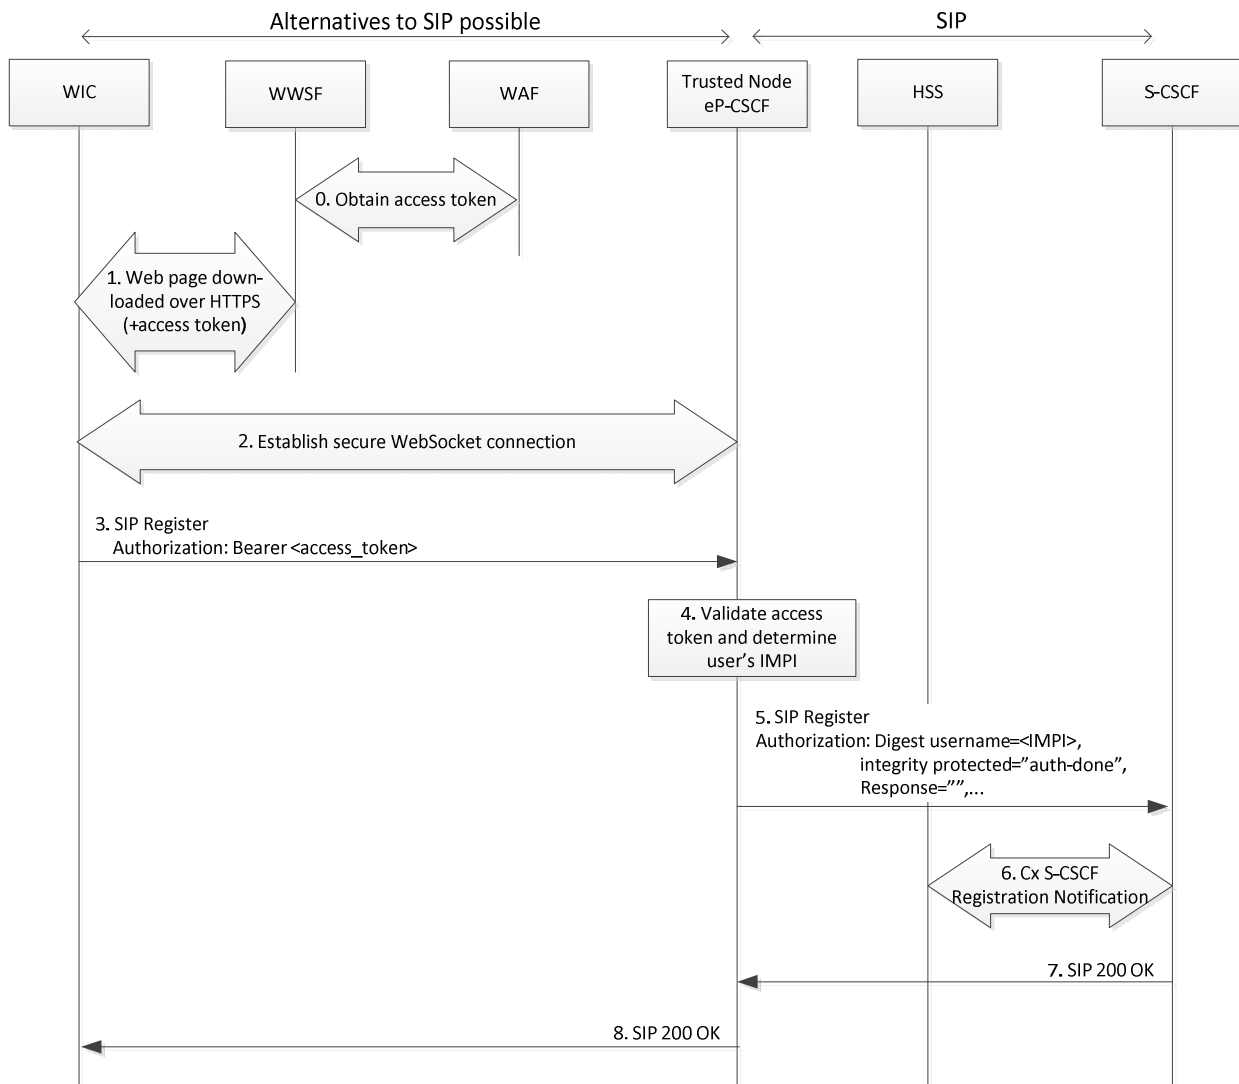 Alternatives to SIP possible
SIP
WIC
WWSF
WAF
Trusted Node
eP-CSCF
HSS
S-CSCF
0. Obtain access token
1. Web page down-
loaded over HTTPS
(+access token)
2. Establish secure WebSocket connection
3. SIP Register
Authorization: Bearer <access_token>
4. Validate access
token and determine
user’s IMPI
5. SIP Register
Authorization: Digest username=<IMPI>,
integrity protected=”auth-done”,
Response=””,...
6. Cx S-CSCF
Registration Notification
7. SIP 200 OK
8. SIP 200 OK